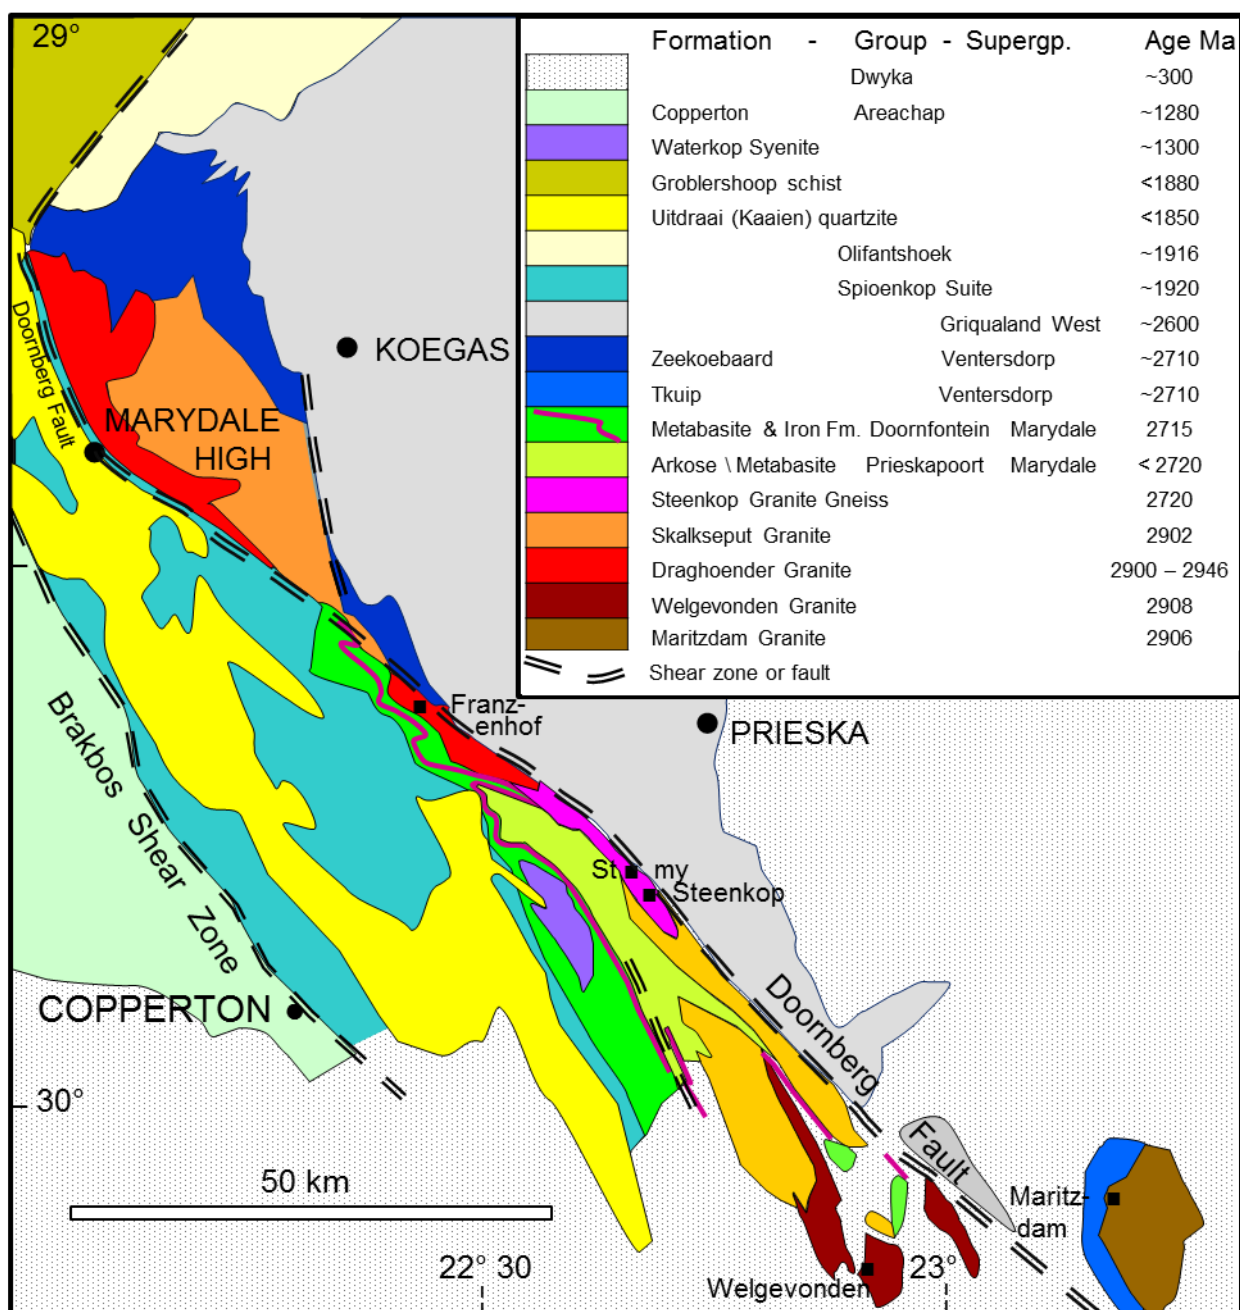 29°
Formation - Group - Supergp. Age Ma
Dwyka ~300
Copperton Areachap ~1280
Waterkop Syenite ~1300
Groblershoop schist <1880
Uitdraai (Kaaien) quartzite <1850
Olifantshoek ~1916
Spioenkop Suite ~1920
Griqualand West ~2600
Zeekoebaard Ventersdorp ~2710
Tkuip Ventersdorp ~2710
Metabasite & Iron Fm. Doornfontein Marydale 2715
Arkose \ Metabasite Prieskapoort Marydale < 2720
Steenkop Granite Gneiss 2720
Skalkseput Granite 2902
Draghoender Granite 2900 – 2946
Welgevonden Granite 2908
Maritzdam Granite 2906
Shear zone or fault
Doornberg Fault
KOEGAS
MARYDALE
HIGH
Franz-
enhof
PRIESKA
Brakbos Shear Zone
St my
Steenkop
COPPERTON
Doornberg Fault
30°
50 km
Maritz-
dam
22° 30
23°
Welgevonden